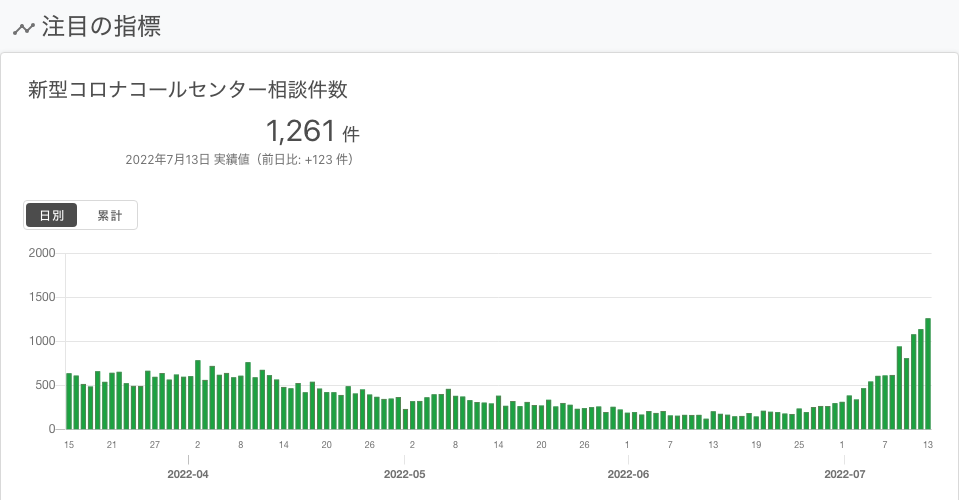 注目の指標
新型コロナコールセンター相談件数
1,261 件
2022年7月13日 実績値（前日比: +123 件）
日別 累計
2000
1500
1000
500
0
15 21 27 2 8 14 20 26 2 8 14 20 26 1 7 13 19 25 1 7 13
2022-04 2022-05 2022-06 2022-07